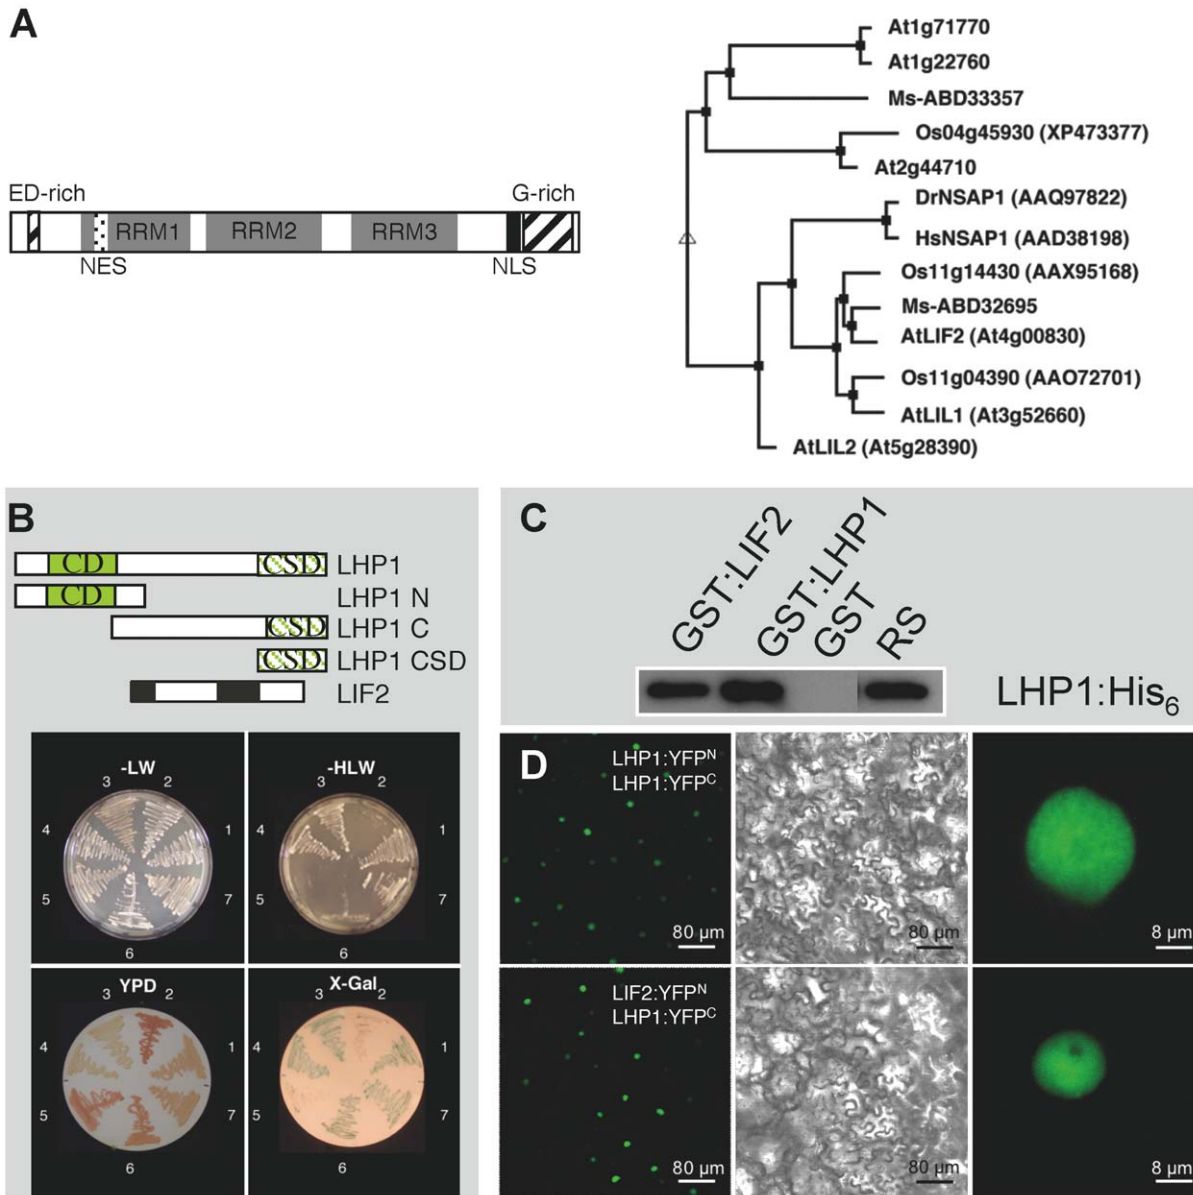 A
ED-rich
G-rich
RRM1
RRM2
RRM3
NES
NLS
At1g71770
At1g22760
Ms-ABD33357
Os04g45930 (XP473377)
At2g44710
DrNSAP1 (AAQ97822)
HsNSAP1 (AAD38198)
Os11g14430 (AAX95168)
Ms-ABD32695
AtLIF2 (At4g00830)
Os11g04390 (AAO72701)
AtLIL1 (At3g52660)
AtLIL2 (At5g28390)
B
CD CSD LHP1
CD LHP1 N
CSD LHP1 C
CSD LHP1 CSD
LIF2
-LW
3 2
4 1
5 7
6
-HLW
3 2
4 1
5 7
6
YPD
3 2
4 1
5 7
6
X-Gal
3 2
4 1
5 7
6
C
GST:LIF2
GST:LHP1
GST
RS
LHP1:His6
D
LHP1:YFPN
LHP1:YFPC
80 µm
80 µm
8 µm
LIF2:YFPN
LHP1:YFPC
80 µm
80 µm
8 µm